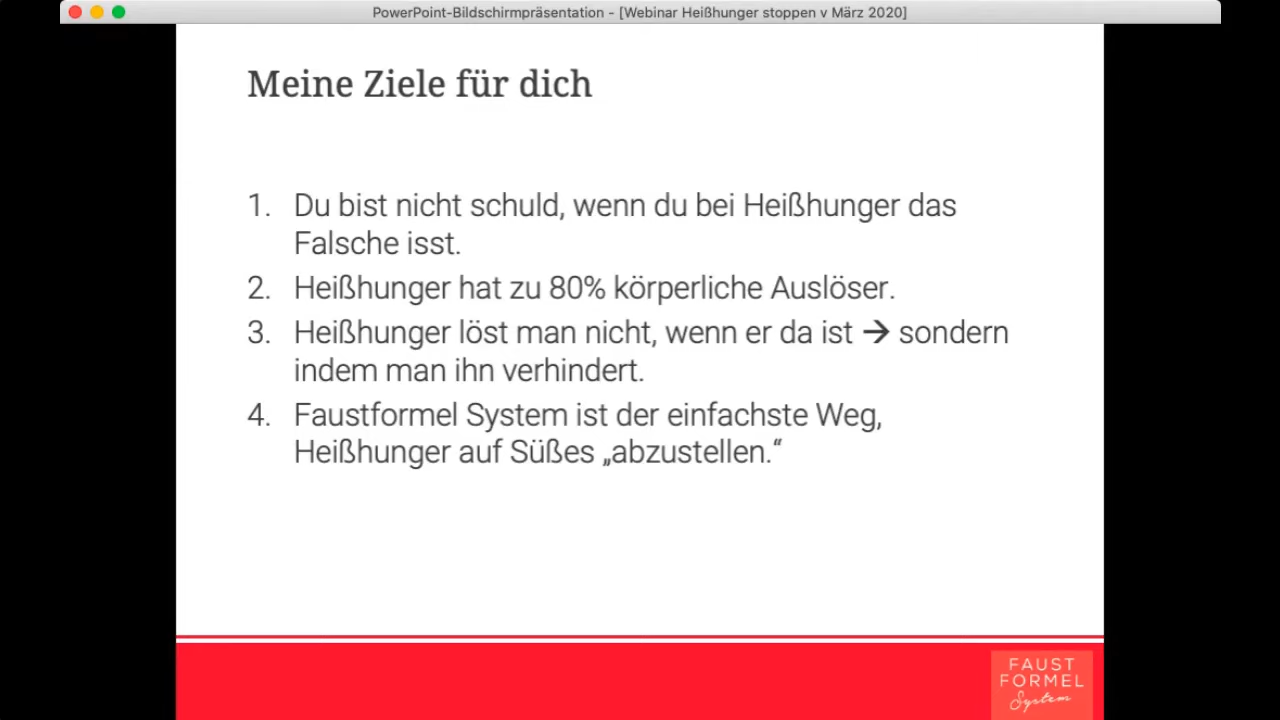 PowerPoint-Bildschirmpräsentation - [Webinar Heißhunger stoppen v März 2020]
Meine Ziele für dich
1. Du bist nicht schuld, wenn du bei Heißhunger das
Falsche isst.
2. Heißhunger hat zu 80% körperliche Auslöser.
3. Heißhunger löst man nicht, wenn er da ist → sondern
indem man ihn verhindert.
4. Faustformel System ist der einfachste Weg,
Heißhunger auf Süßes „abzustellen.“
FAUST
FORMEL
System